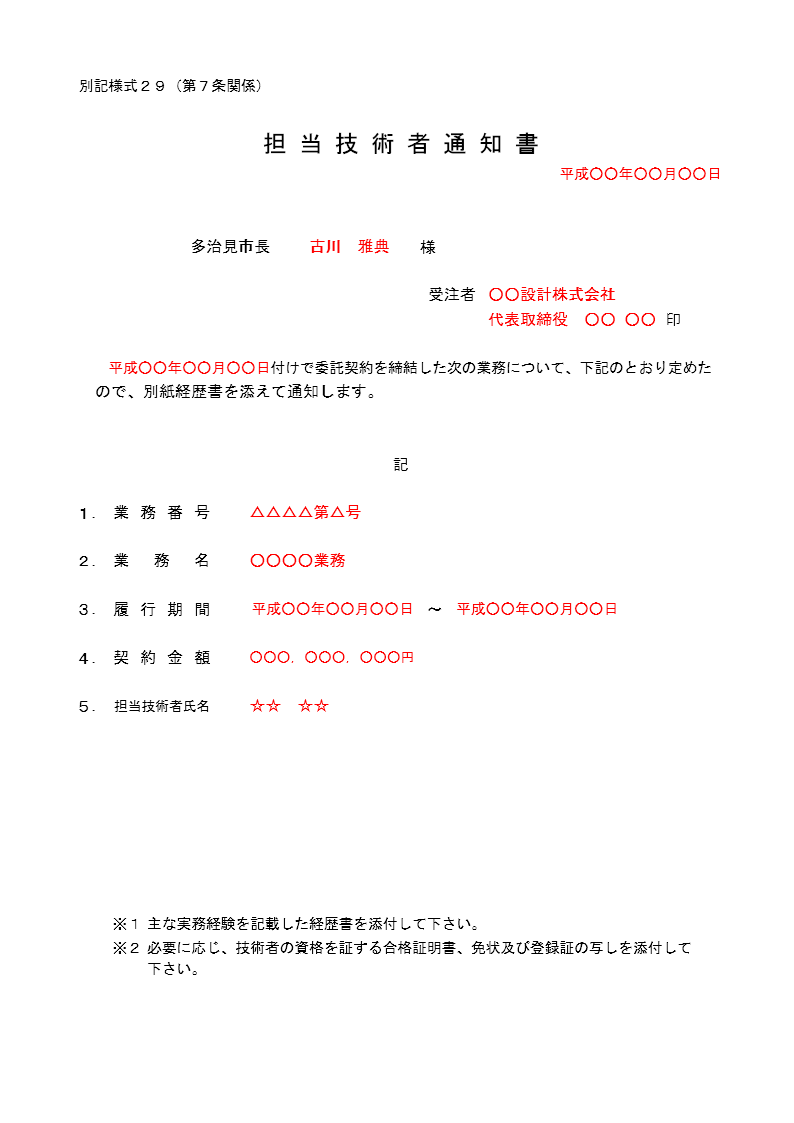 別記様式２９（第７条関係）
担当技術者通知書
平成〇〇年〇〇月〇〇日
多治見市長　古川　雅典　様
受注者　〇〇設計株式会社
代表取締役　〇〇 〇〇 印
平成〇〇年〇〇月〇〇日付けで委託契約を締結した次の業務について、下記のとおり定めた
ので、別紙経歴書を添えて通知します。
記
１. 業務番号　△△△△第△号
２. 業務名　〇〇〇〇業務
３. 履行期間　平成〇〇年〇〇月〇〇日　～　平成〇〇年〇〇月〇〇日
４. 契約金額　〇〇〇，〇〇〇，〇〇〇円
５. 担当技術者氏名　☆☆　☆☆
※１ 主な実務経験を記載した経歴書を添付して下さい。
※２ 必要に応じ、技術者の資格を証する合格証明書、免状及び登録証の写しを添付して
下さい。